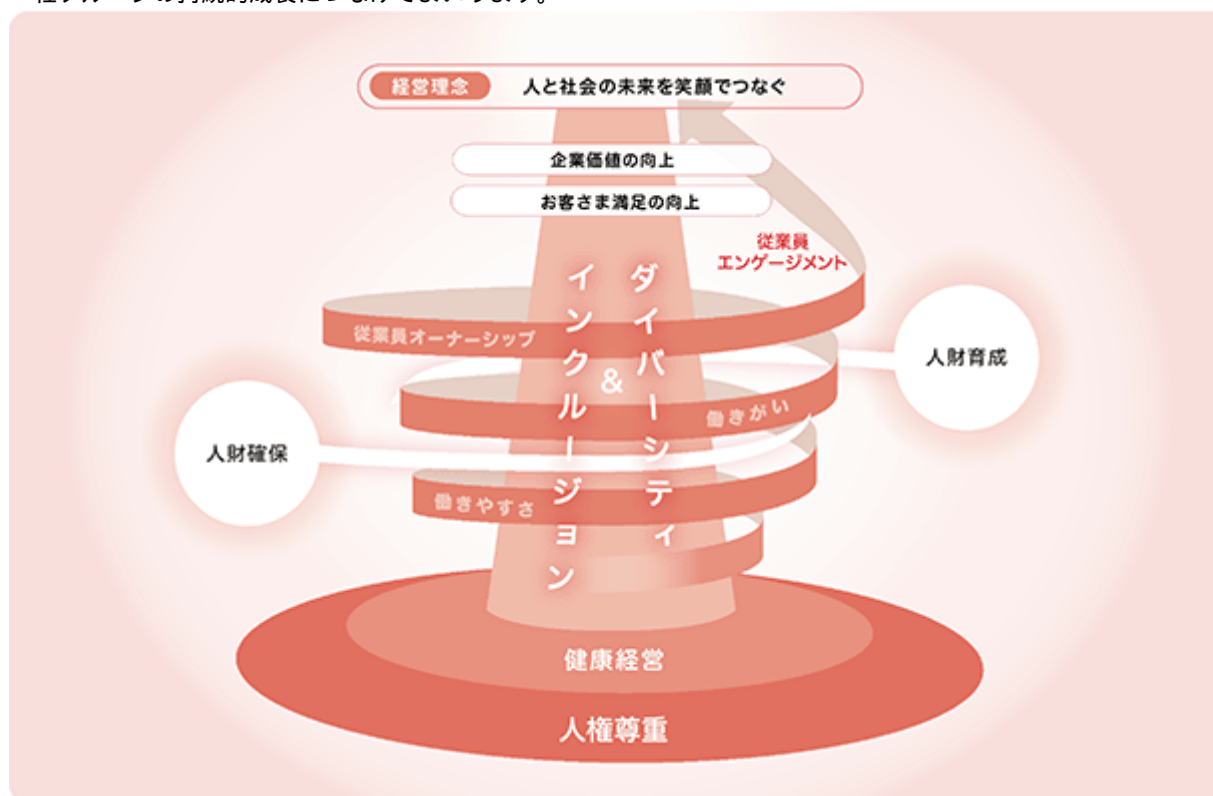 経営理念 人と社会の未来を笑顔でつなぐ
企業価値の向上
お客さま満足の向上
従業員
エンゲージメント
ダイバーシティ
&
インクルージョン
従業員オーナーシップ
人財育成
働きがい
人財確保
働きやすさ
健康経営
人権尊重